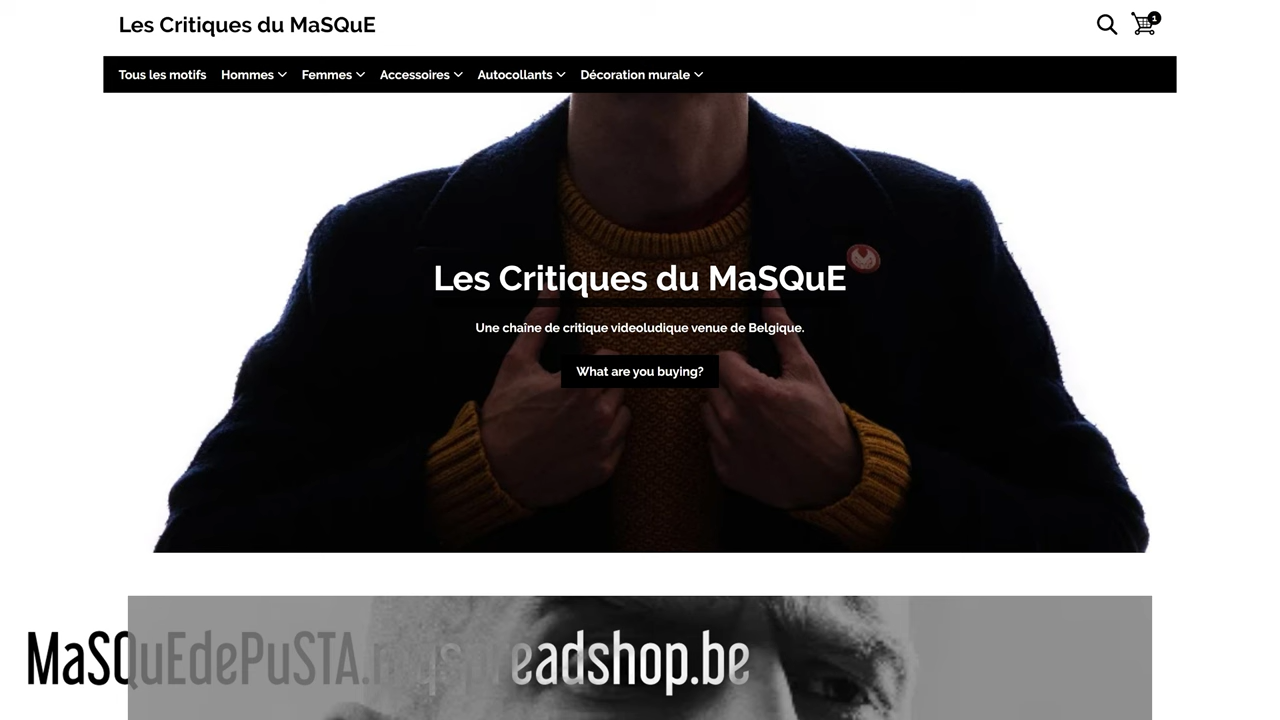 Les Critiques du MaSQuE
1
Tous les motifs Hommes Femmes Accessoires Autocollants Décoration murale
Les Critiques du MaSQuE
Une chaîne de critique videoludique venue de Belgique.
What are you buying?
MaSQuEdePuSTA.myspreadshop.be